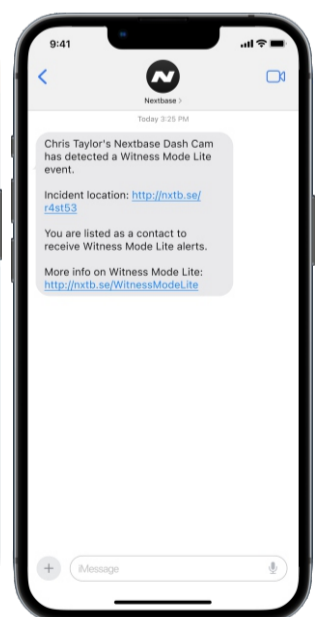 9:41
Nextbase >
Today 3:25 PM
Chris Taylor's Nextbase Dash Cam
has detected a Witness Mode Lite
event.
Incident location: http://nxtb.se/
r4st53
You are listed as a contact to
receive Witness Mode Lite alerts.
More info on Witness Mode Lite:
http://nxtb.se/WitnessModeLite
iMessage